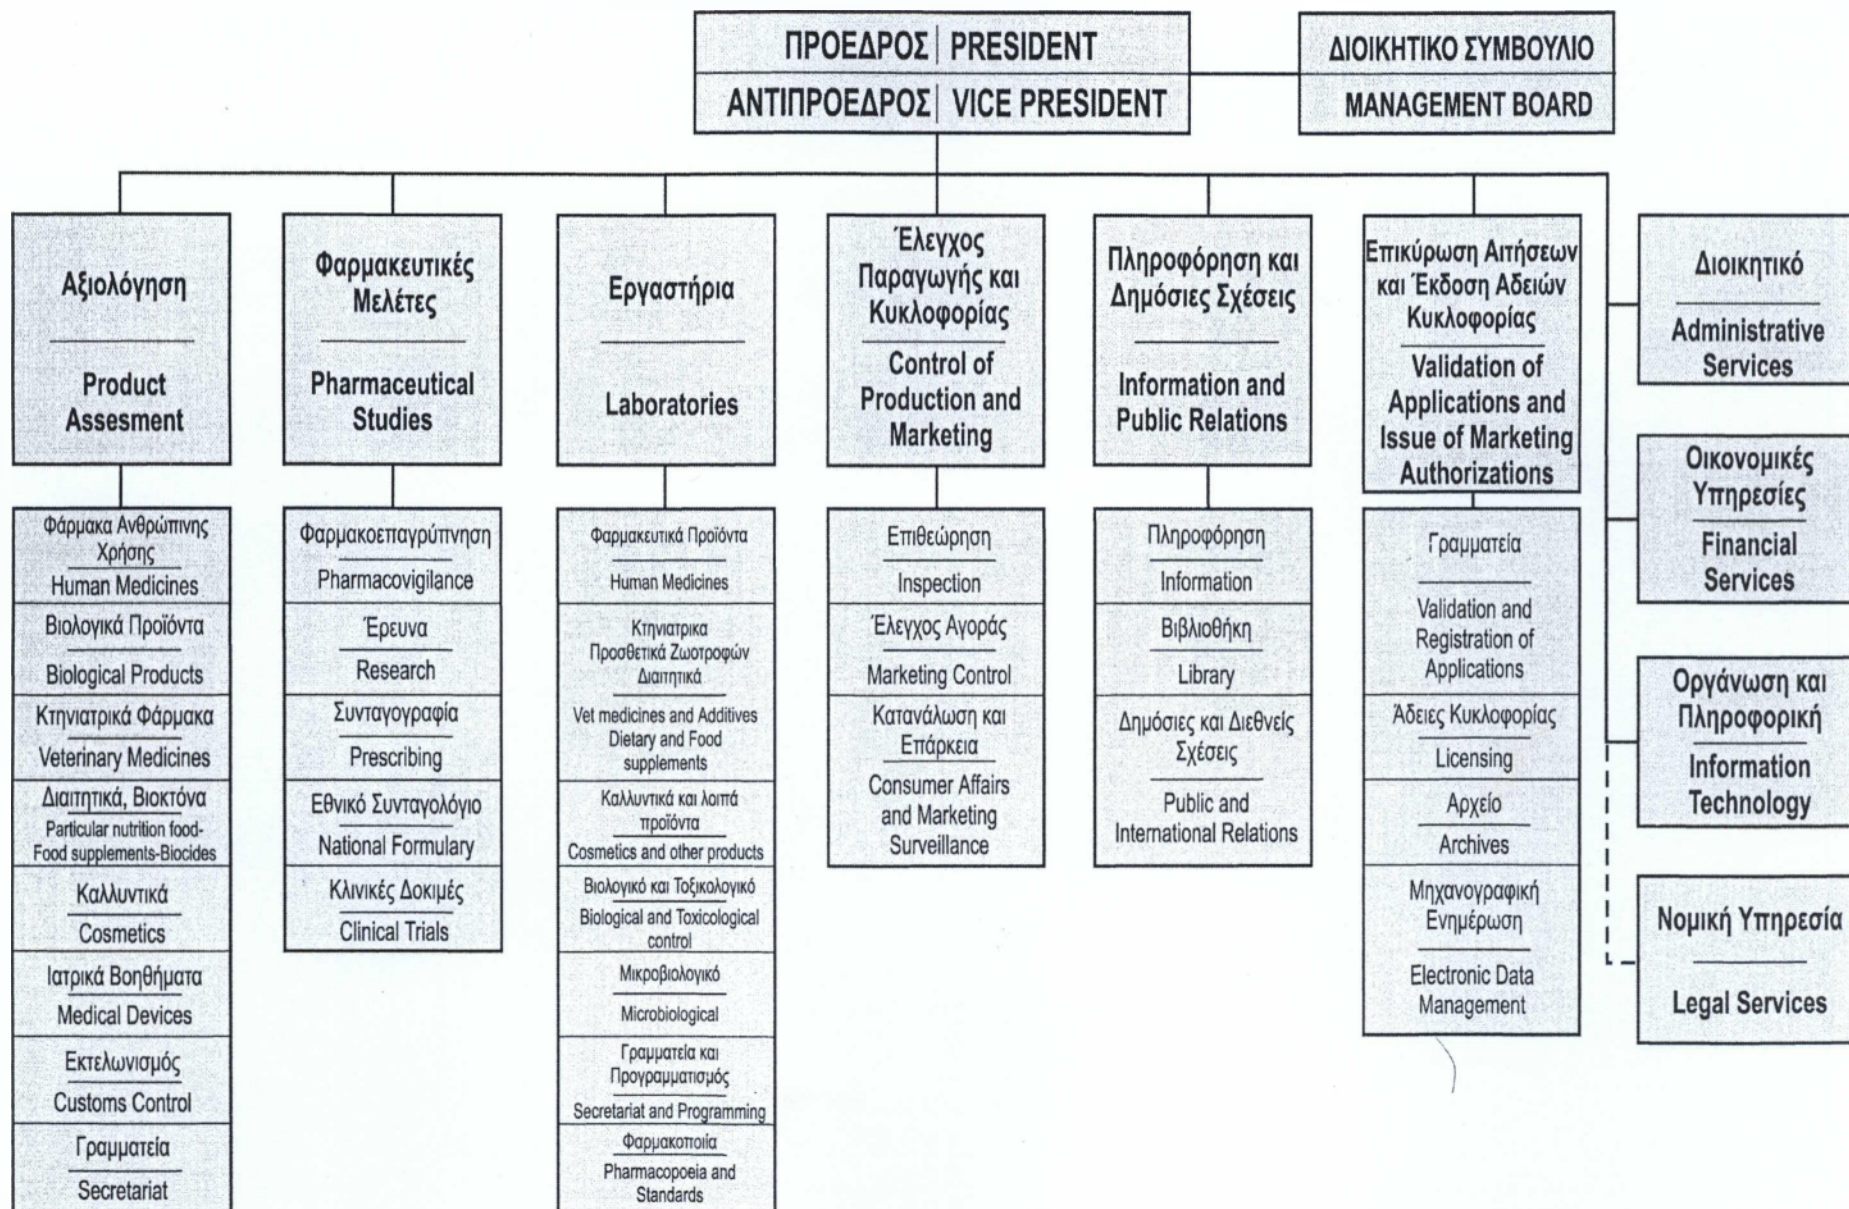 ΠΡΟΕΔΡΟΣ | PRESIDENT
ΑΝΤΙΠΡΟΕΔΡΟΣ | VICE PRESIDENT
ΔΙΟΙΚΗΤΙΚΟ ΣΥΜΒΟΥΛΙΟ
MANAGEMENT BOARD
Αξιολόγηση
Product
Assesment
Φάρμακα Ανθρώπινης
Χρήσης
Human Medicines
Βιολογικά Προϊόντα
Biological Products
Κτηνιατρικά Φάρμακα
Veterinary Medicines
Διαιτητικά, Βιοκτόνα
Particular nutrition food-
Food supplements-Biocides
Καλλυντικά
Cosmetics
Ιατρικά Βοηθήματα
Medical Devices
Εκτελωνισμός
Customs Control
Γραμματεία
Secretariat
Φαρμακευτικές
Μελέτες
Pharmaceutical
Studies
Φαρμακοεπαγρύπνηση
Pharmacovigilance
Έρευνα
Research
Συνταγογραφία
Prescribing
Εθνικό Συνταγολόγιο
National Formulary
Κλινικές Δοκιμές
Clinical Trials
Εργαστήρια
Laboratories
Φαρμακευτικά Προϊόντα
Human Medicines
Κτηνιατρικα
Προσθετικά Ζωοτροφών
Διαιτητικά
Vet medicines and Additives
Dietary and Food
supplements
Καλλυντικά και λοιπά
προϊόντα
Cosmetics and other products
Βιολογικό και Τοξικολογικό
Biological and Toxicological
control
Μικροβιολογικό
Microbiological
Γραμματεία και
Προγραμματισμός
Secretariat and Programming
Φαρμακοποιία
Pharmacopoeia and
Standards
Έλεγχος
Παραγωγής και
Κυκλοφορίας
Control of
Production and
Marketing
Επιθεώρηση
Inspection
Έλεγχος Αγοράς
Marketing Control
Κατανάλωση και
Επάρκεια
Consumer Affairs
and Marketing
Surveillance
Πληροφόρηση και
Δημόσιες Σχέσεις
Information and
Public Relations
Πληροφόρηση
Information
Βιβλιοθήκη
Library
Δημόσιες και Διεθνείς
Σχέσεις
Public and
International Relations
Επικύρωση Αιτήσεων
και Έκδοση Αδειών
Κυκλοφορίας
Validation of
Applications and
Issue of Marketing
Authorizations
Γραμματεία
Validation and
Registration of
Applications
Άδειες Κυκλοφορίας
Licensing
Αρχείο
Archives
Μηχανογραφική
Ενημέρωση
Electronic Data
Management
Διοικητικό
Administrative
Services
Οικονομικές
Υπηρεσίες
Financial
Services
Οργάνωση και
Πληροφορική
Information
Technology
Νομική Υπηρεσία
Legal Services